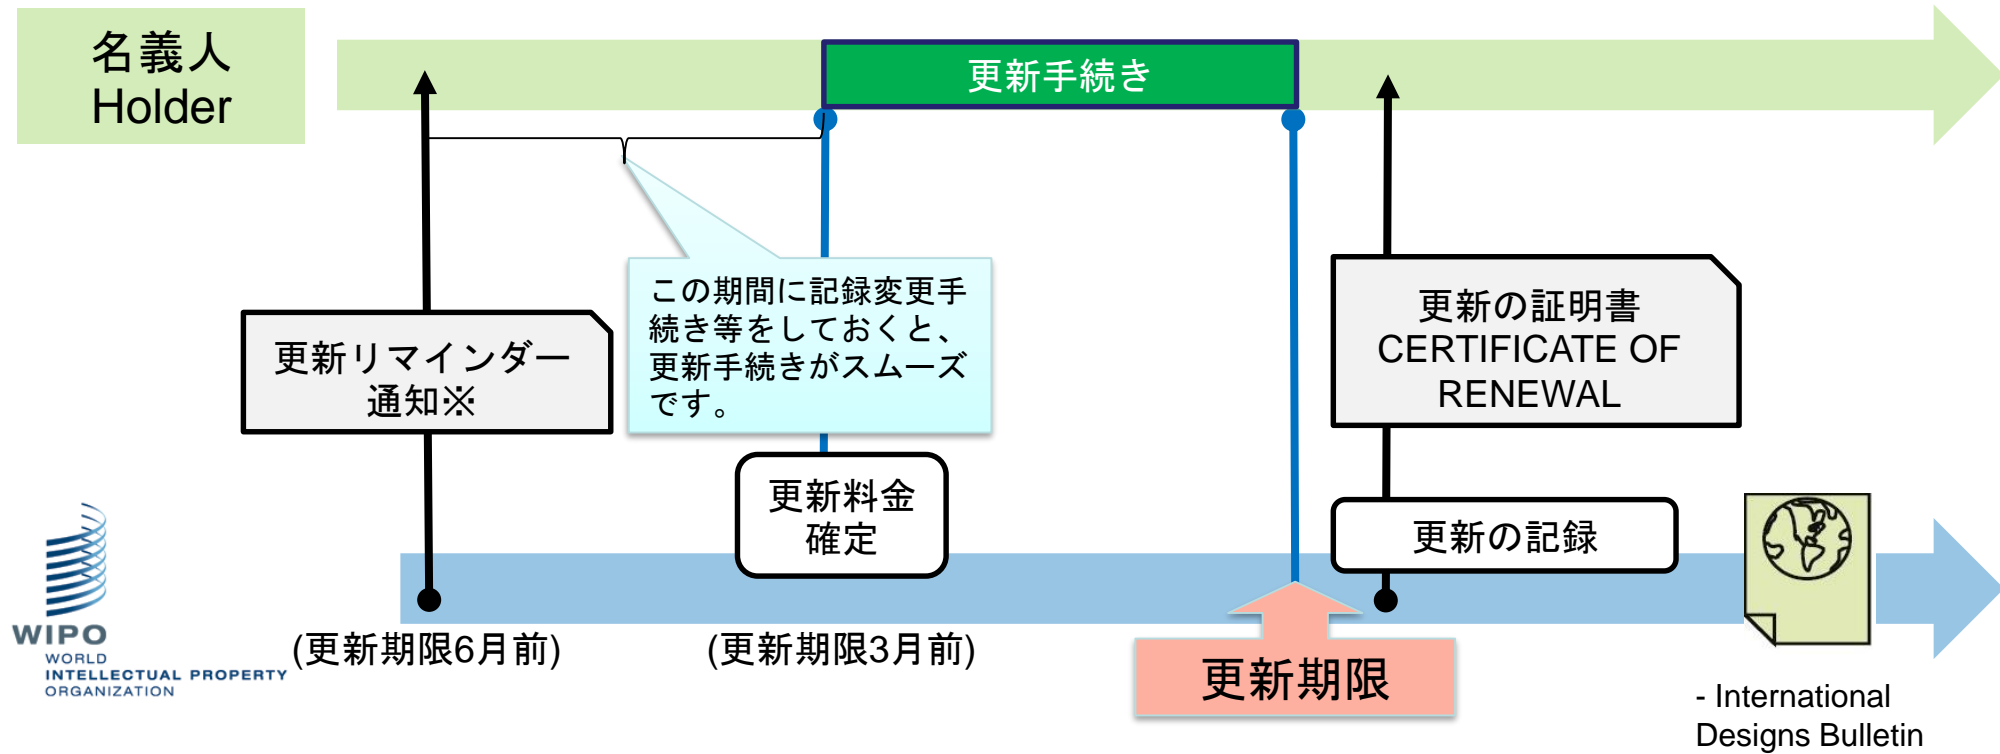 名義人
Holder
更新手続き
この期間に記録変更手
続き等をしておくと、
更新手続きがスムーズ
です。
更新リマインダー
通知※
更新の証明書
CERTIFICATE OF
RENEWAL
更新料金
確定
更新の記録
(更新期限6月前)
(更新期限3月前)
更新期限
WIPO
WORLD
INTELLECTUAL PROPERTY
ORGANIZATION
- International
Designs Bulletin